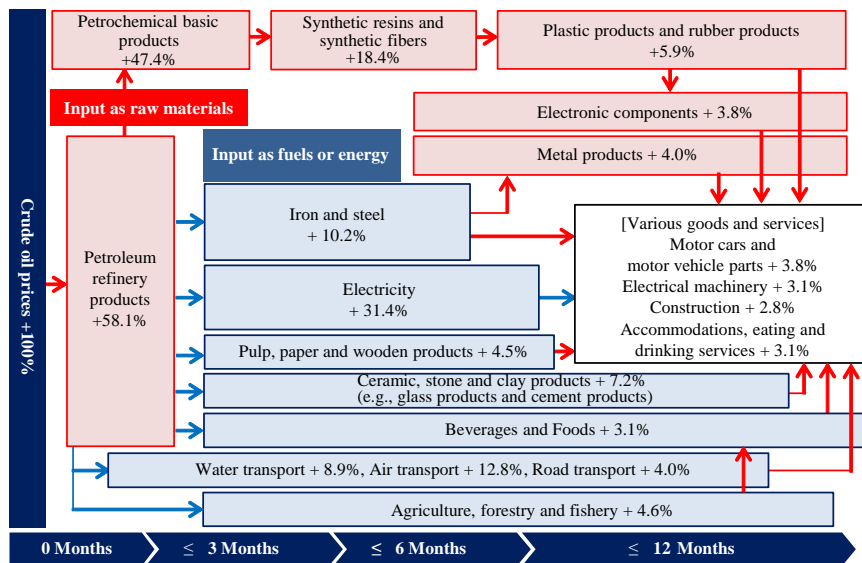 Crude oil prices +100%
Petrochemical basic
products
+47.4%
Synthetic resins and
synthetic fibers
+18.4%
Plastic products and rubber products
+5.9%
Input as raw materials
Electronic components + 3.8%
Input as fuels or energy
Metal products + 4.0%
Petroleum
refinery
products
+58.1%
Iron and steel
+ 10.2%
Electricity
+ 31.4%
Pulp, paper and wooden products + 4.5%
[Various goods and services]
Motor cars and
motor vehicle parts + 3.8%
Electrical machinery + 3.1%
Construction + 2.8%
Accommodations, eating and
drinking services + 3.1%
Ceramic, stone and clay products + 7.2%
(e.g., glass products and cement products)
Beverages and Foods + 3.1%
Water transport + 8.9%, Air transport + 12.8%, Road transport + 4.0%
Agriculture, forestry and fishery + 4.6%
0 Months
≤ 3 Months
≤ 6 Months
≤ 12 Months